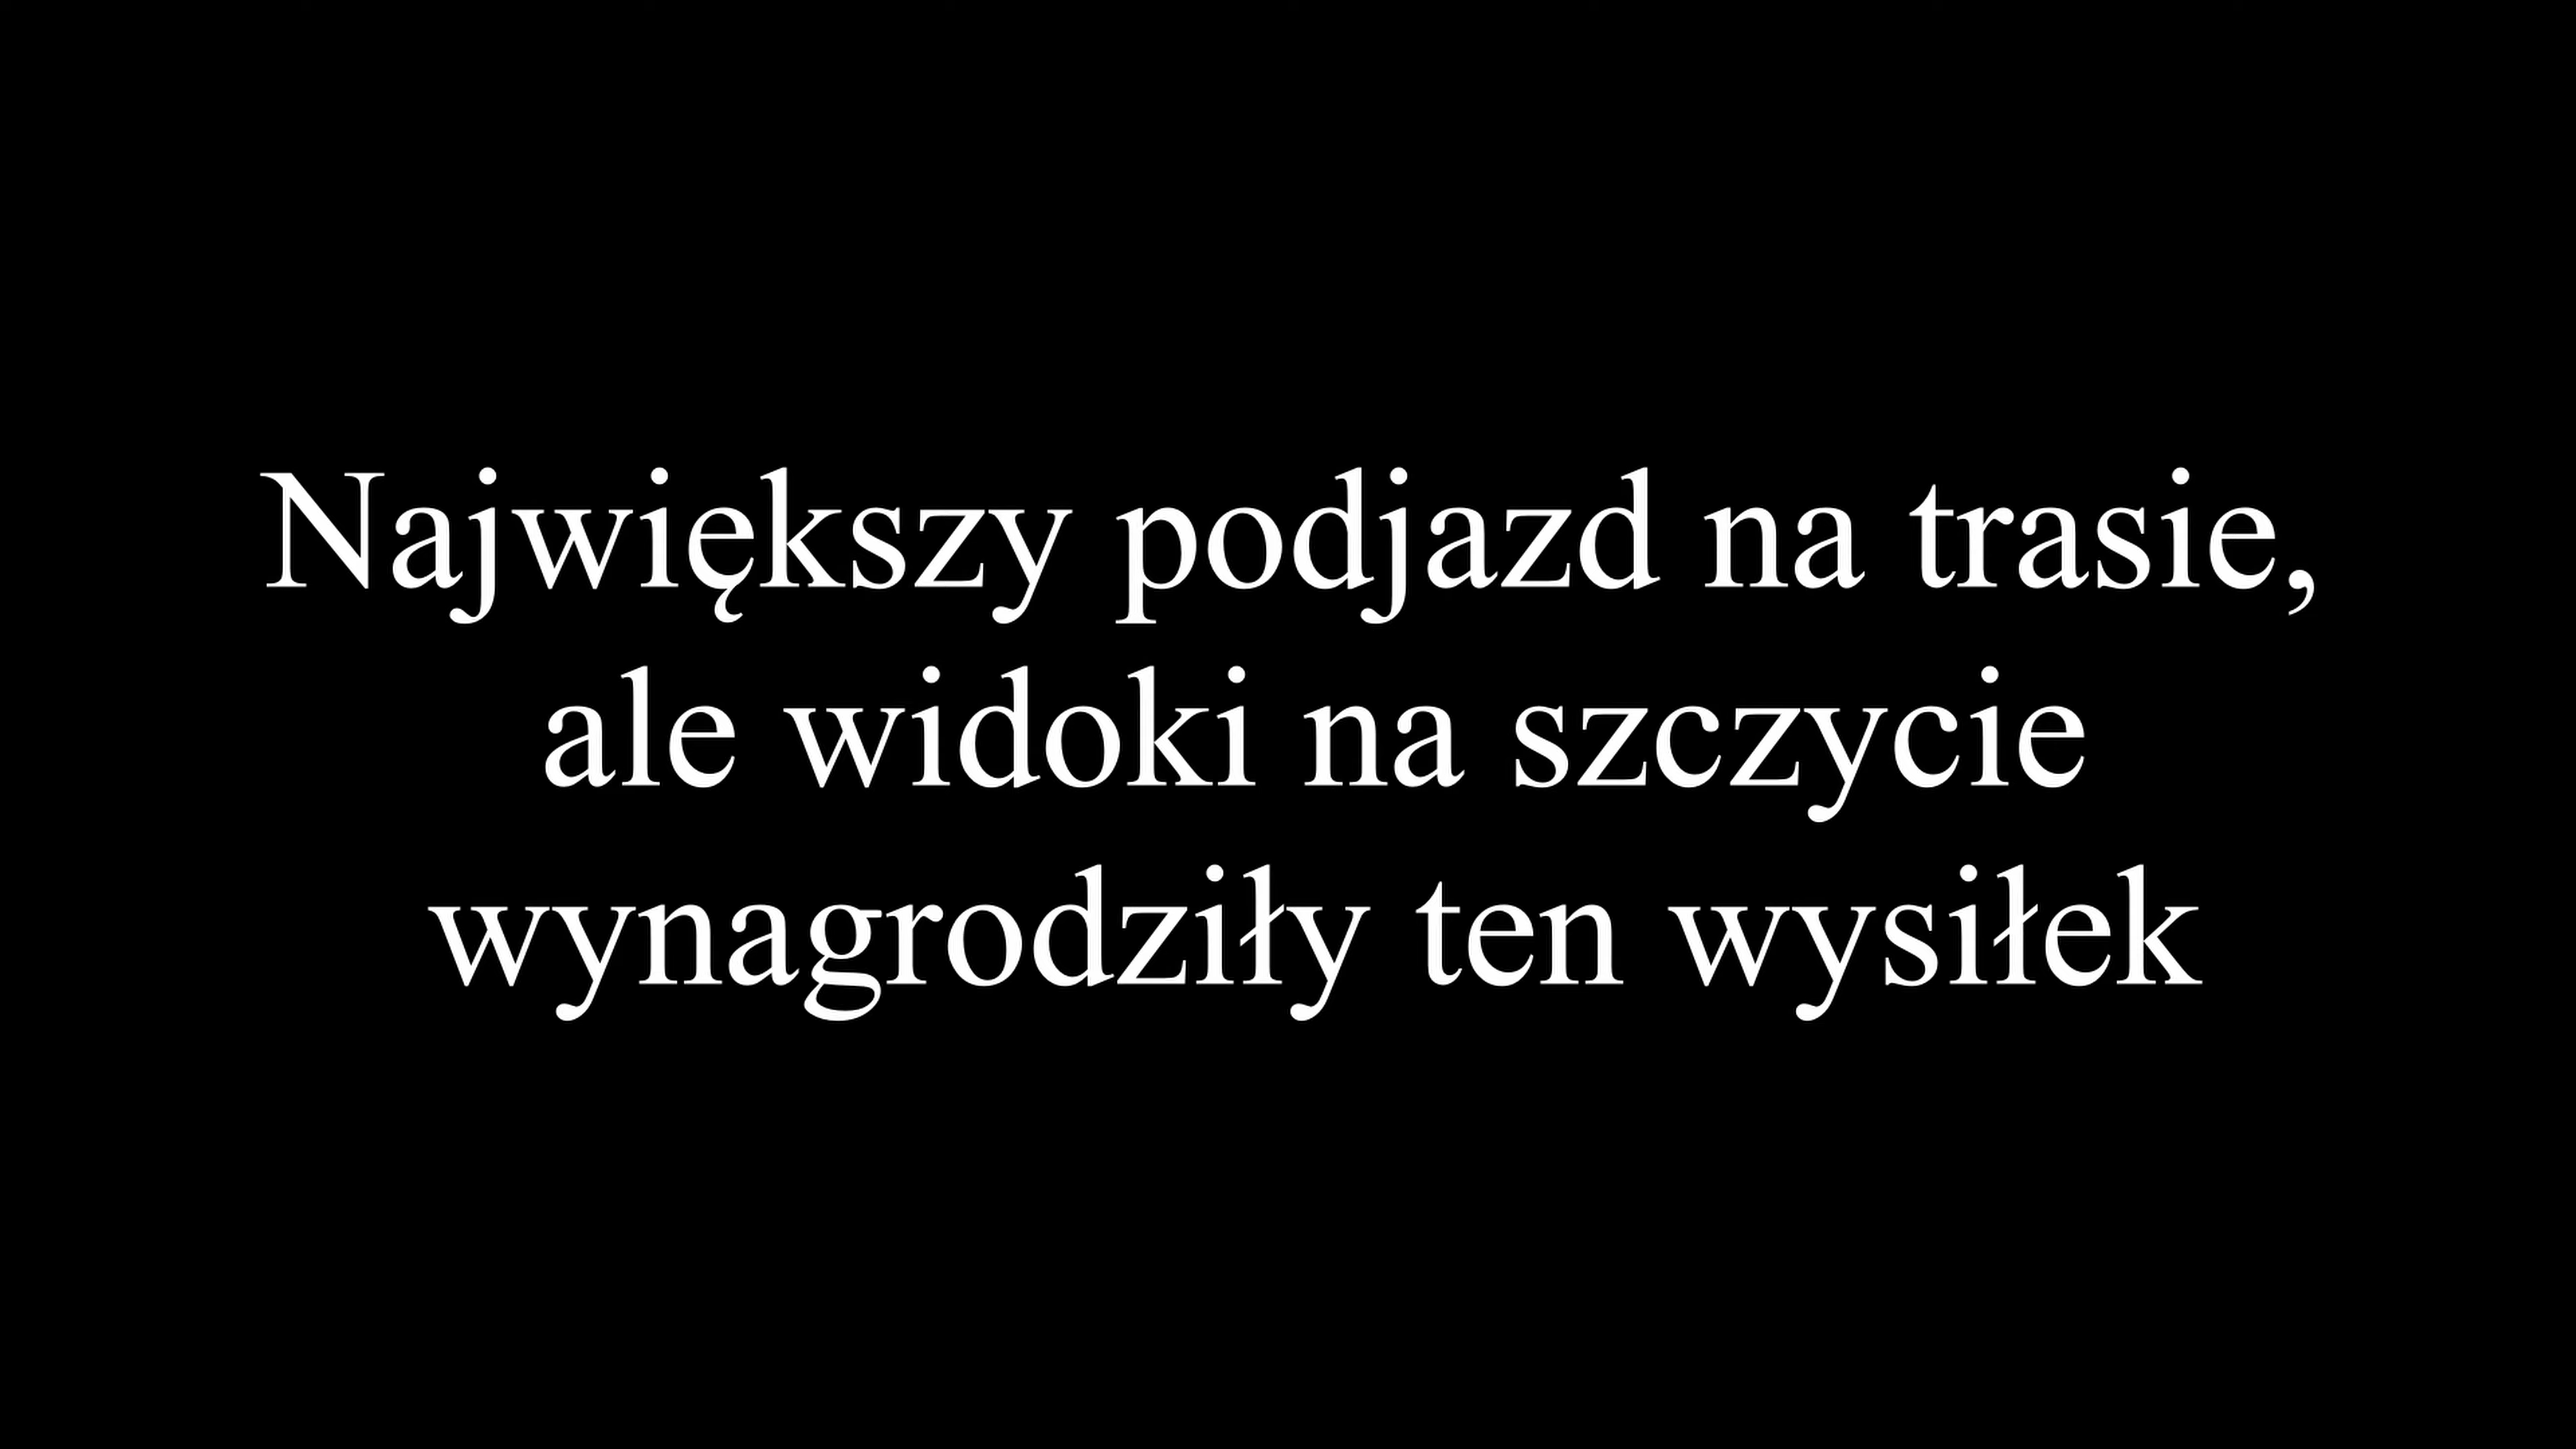 Największy podjazd na trasie,
ale widoki na szczycie
wynagrodziły ten wysiłek